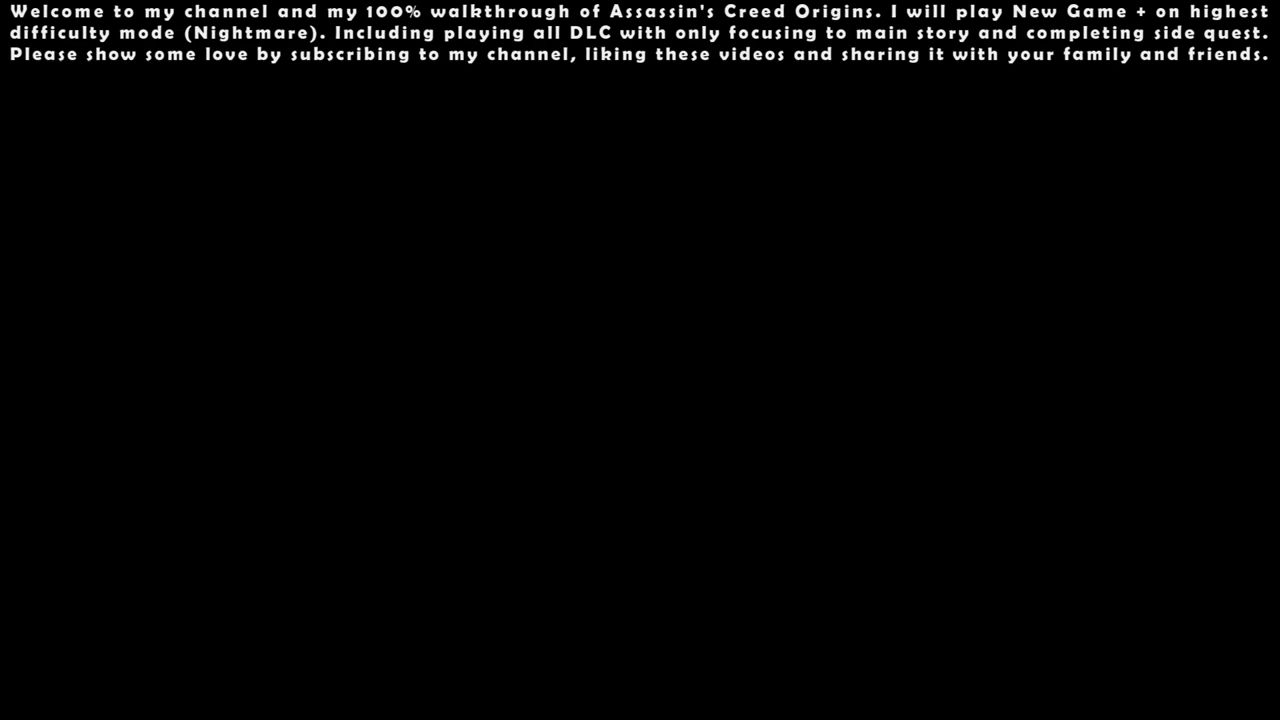 Welcome to my channel and my 100% walkthrough of Assassin's Creed Origins. I will play New Game + on highest
difficulty mode (Nightmare). Including playing all DLC with only focusing to main story and completing side quest.
Please show some love by subscribing to my channel, liking these videos and sharing it with your family and friends.